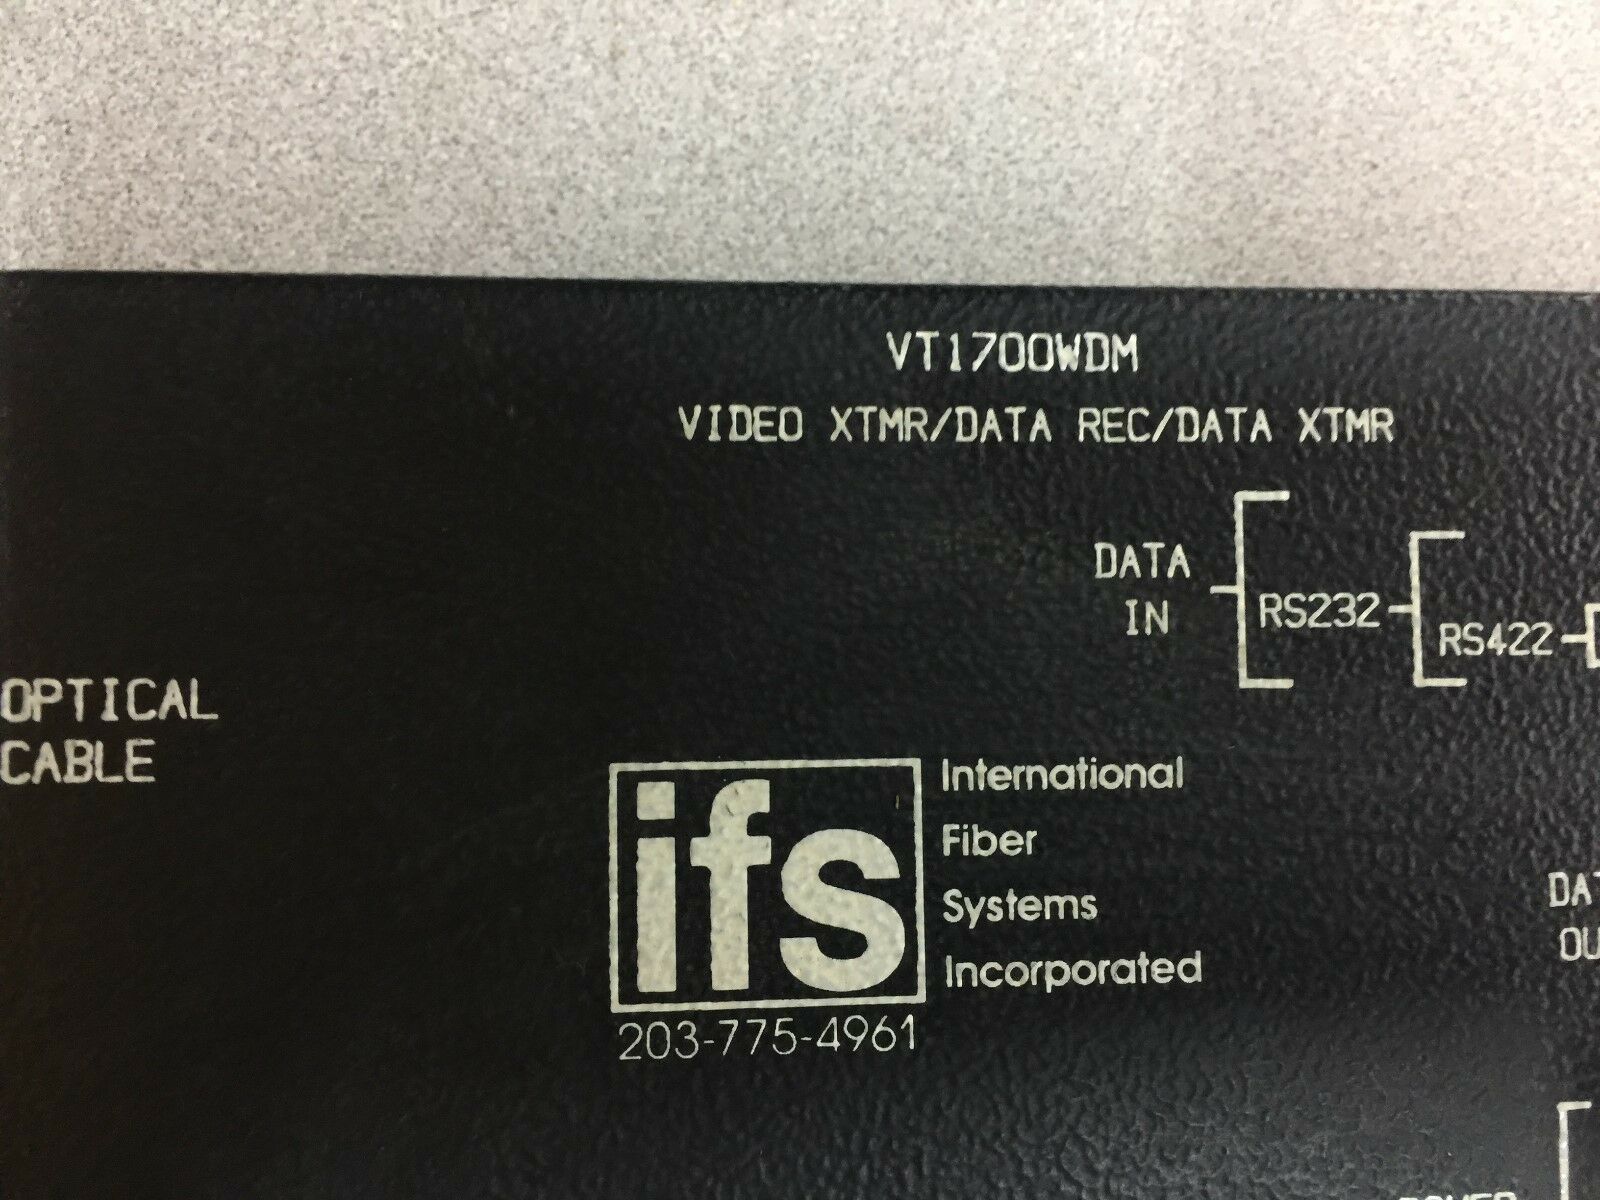 VT1700WDM
VIDEO XTMR/DATA REC/DATA XTMR
DATA
IN
RS232
RS422
OPTICAL
CABLE
ifs
International
Fiber
Systems
Incorporated
203-775-4961